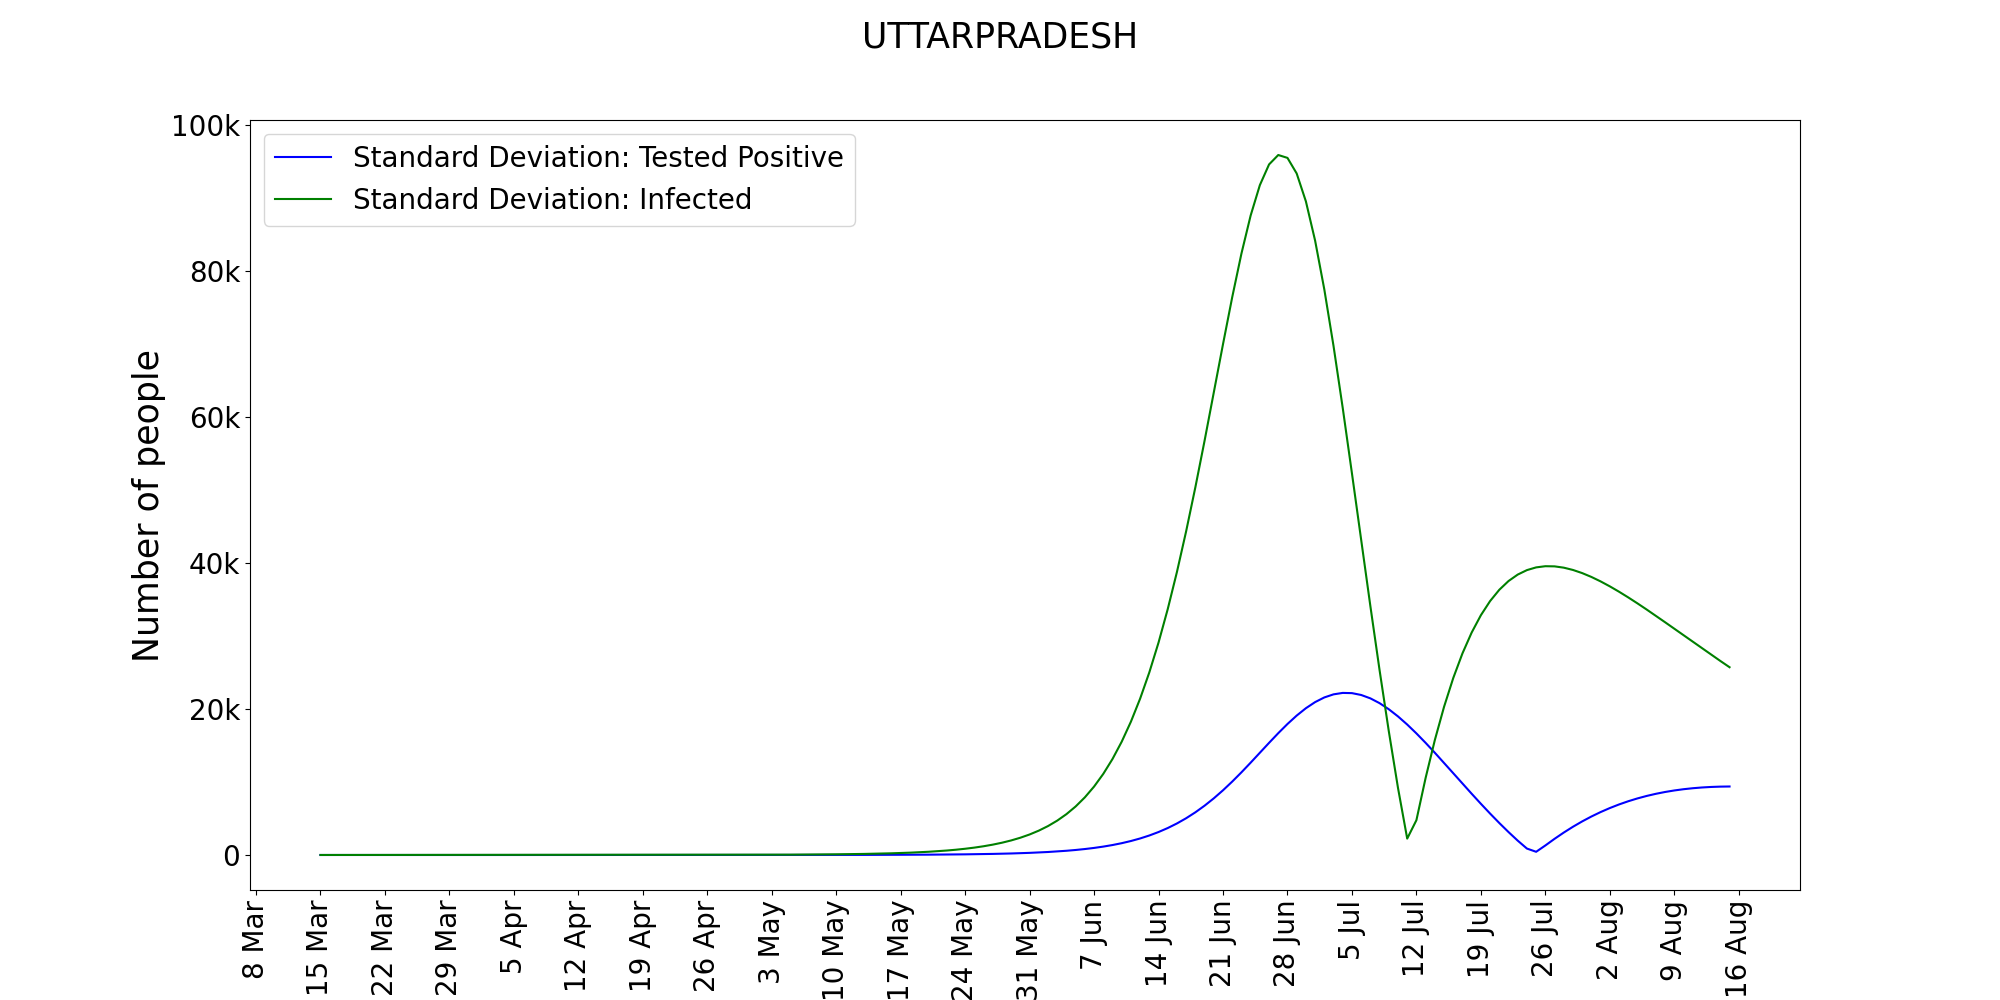 UTTARPRADESH
100k
80k
60k
40k
20k
0
Number of people
Standard Deviation: Tested Positive
Standard Deviation: Infected
8 Mar
15 Mar
22 Mar
29 Mar
5 Apr
12 Apr
19 Apr
26 Apr
3 May
10 May
17 May
24 May
31 May
7 Jun
14 Jun
21 Jun
28 Jun
5 Jul
12 Jul
19 Jul
26 Jul
2 Aug
9 Aug
16 Aug